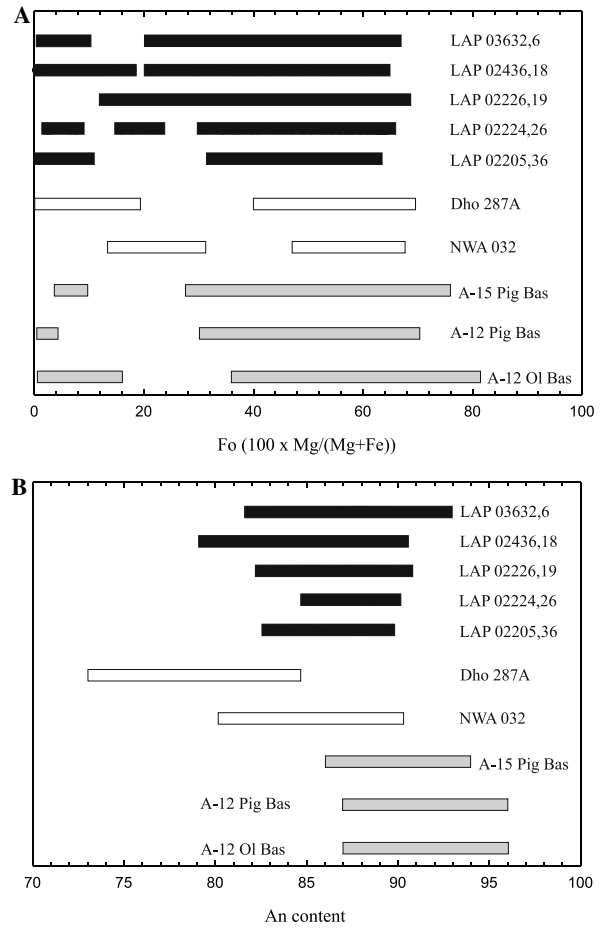 A
LAP 03632,6
LAP 02436,18
LAP 02226,19
LAP 02224,26
LAP 02205,36
Dho 287A
NWA 032
A-15 Pig Bas
A-12 Pig Bas
A-12 Ol Bas
0 20 40 60 80 100
Fo (100 x Mg/(Mg+Fe))
B
LAP 03632,6
LAP 02436,18
LAP 02226,19
LAP 02224,26
LAP 02205,36
Dho 287A
NWA 032
A-15 Pig Bas
A-12 Pig Bas
A-12 Ol Bas
70 75 80 85 90 95 100
An content